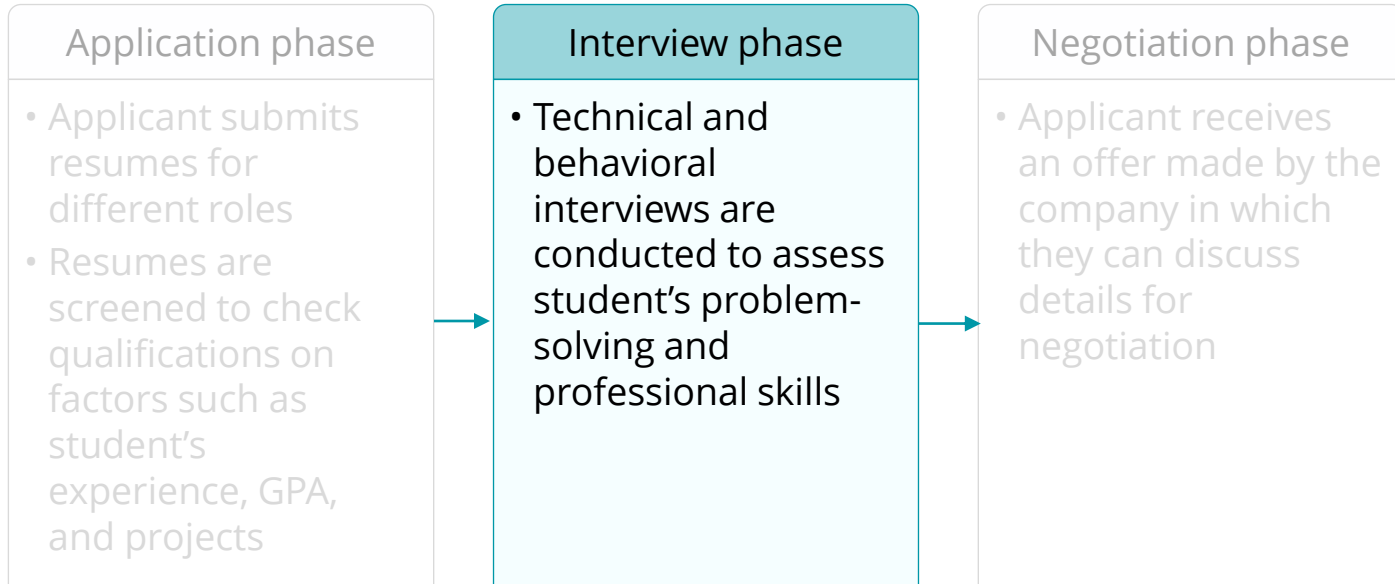 Application phase
• Applicant submits
resumes for
different roles
• Resumes are
screened to check
qualifications on
factors such as
student’s
experience, GPA,
and projects
Interview phase
• Technical and
behavioral
interviews are
conducted to assess
student’s problem-
solving and
professional skills
Negotiation phase
• Applicant receives
an offer made by the
company in which
they can discuss
details for
negotiation